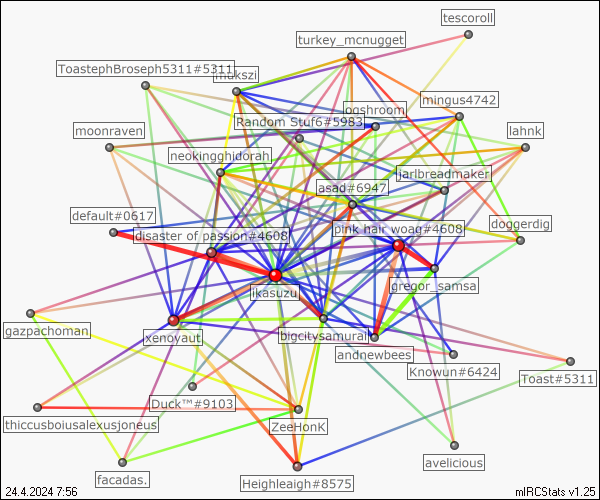 tescoroll
turkey_mcnugget
ToastephBroseph5311#5311
mingus4742
Random Stuf6#5983
moonraven
lahnk
neokingghidorah
jarlbreadmaker
asad#6947
default#0617
doggerdig
pink hair woag#4608
disaster of passion#4608
gregor_samsa
ikasuzu
gazpachoman
xenoyaut
bigcitysamurai
andnewbees
Knowun#6424
Toast#5311
Duck™#9103
thiccusboiusalexusjoneus
ZeeHonK
avelicious
facadas.
Heighleaigh#8575
24.4.2024 7:56
mIRCStats v1.25